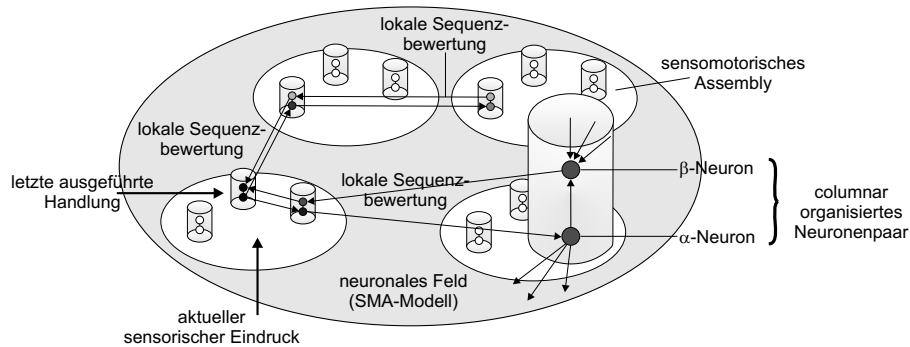 lokale Sequenz-
bewertung
sensomotorisches
Assembly
lokale Sequenz-
bewertung
letzte ausgeführte
Handlung
lokale Sequenz-
bewertung
β-Neuron
α-Neuron
columnar
organisiertes
Neuronenpaar
neuronales Feld
(SMA-Modell)
aktueller
sensorischer Eindruck